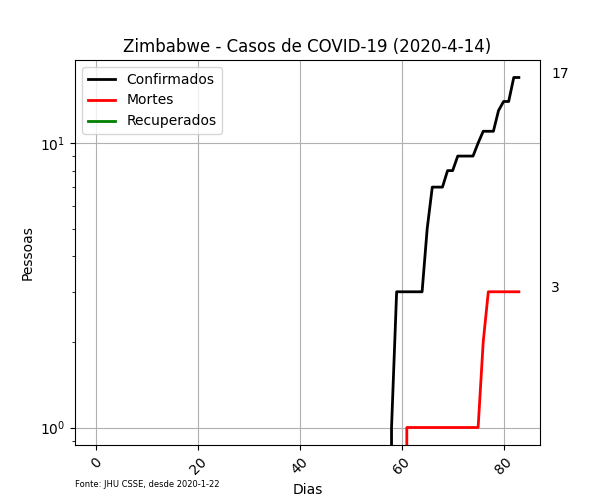 Zimbabwe - Casos de COVID-19 (2020-4-14)
Confirmados
Mortes
Recuperados
17
3
10¹
10⁰
Pessoas
0 20 40 60 80
Dias
Fonte: JHU CSSE, desde 2020-1-22